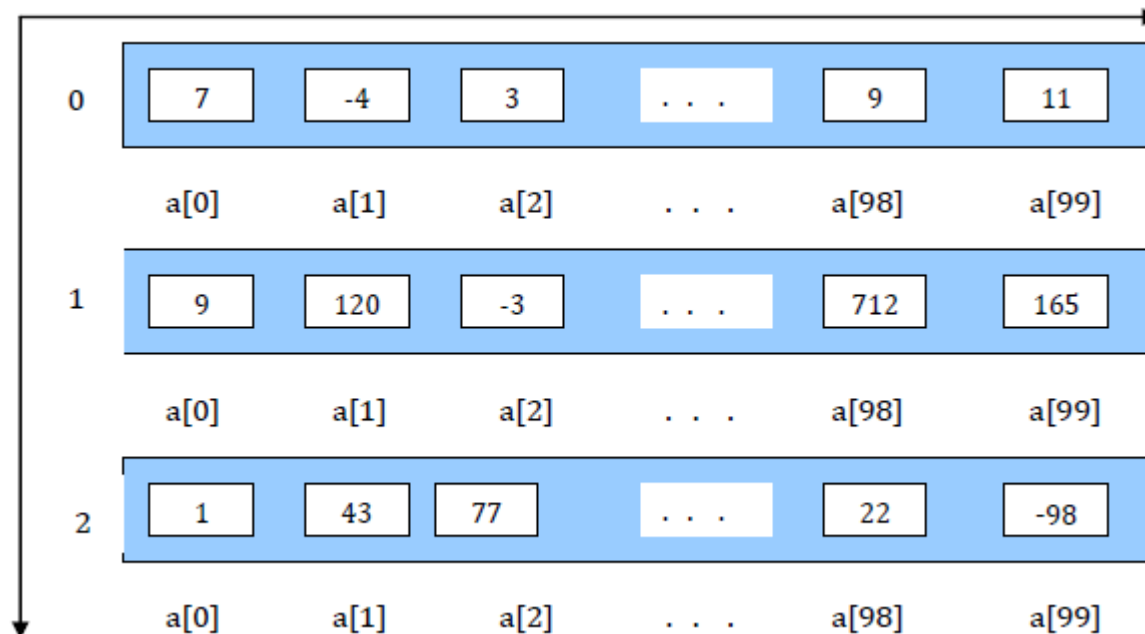 0 7 -4 3 . . . 9 11
a[0] a[1] a[2] . . . a[98] a[99]
1 9 120 -3 . . . 712 165
a[0] a[1] a[2] . . . a[98] a[99]
2 1 43 77 . . . 22 -98
a[0] a[1] a[2] . . . a[98] a[99]